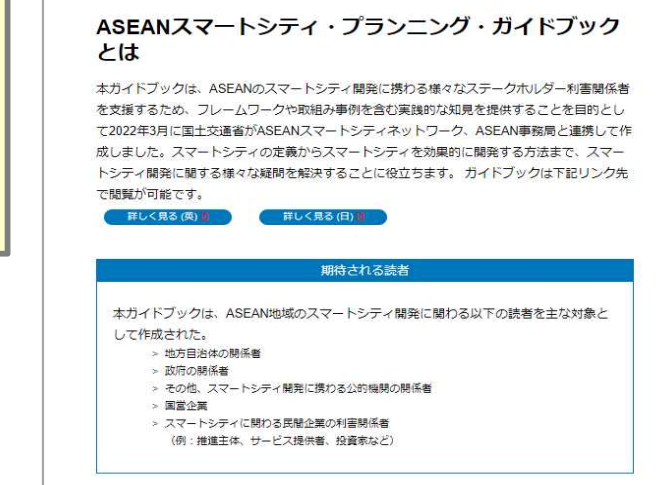 ASEANスマートシティ・プランニング・ガイドブック
とは
本ガイドブックは、ASEANのスマートシティ開発に携わる様々なステークホルダー利害関係者
を支援するため、フレームワークや取組み事例を含む実践的な知見を提供することを目的とし
て2022年3月に国土交通省がASEANスマートシティネットワーク、ASEAN事務局と連携して作
成しました。スマートシティの定義からスマートシティを効果的に開発する方法まで、スマー
トシティ開発に関する様々な疑問を解決することに役立ちます。 ガイドブックは下記リンク先
で閲覧が可能です。
詳しく見る (英) 詳しく見る (日)
期待される読者
本ガイドブックは、ASEAN地域のスマートシティ開発に関わる以下の読者を主な対象と
して作成された。
> 地方自治体の関係者
> 政府の関係者
> その他、スマートシティ開発に携わる公的機関の関係者
> 国営企業
> スマートシティに関わる民間企業の利害関係者
（例：推進主体、サービス提供者、投資家など）